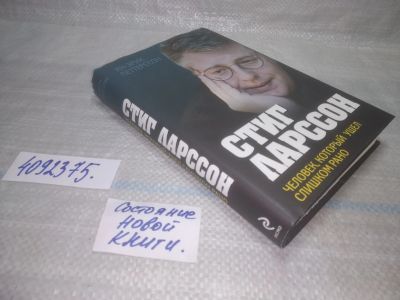 СТИГ
ЛАРССОН
ЧЕЛОВЕК, КОТОРЫЙ УШЕЛ
СЛИШКОМ РАНО
СТИГ ЛАРССОН
4092375.
Состояние
новой
книги.